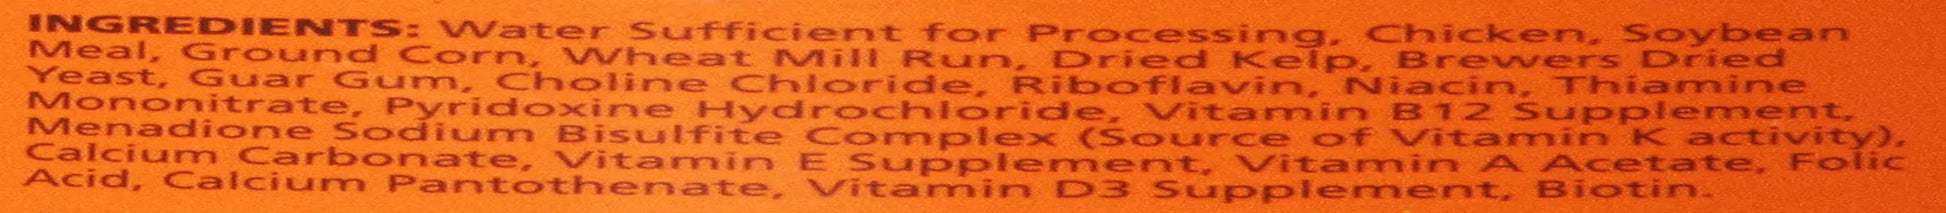 INGREDIENTS: Water Sufficient for Processing, Chicken, Soybean
Meal, Ground Corn, Wheat Mill Run, Dried Kelp, Brewers Dried
Yeast, Guar Gum, Choline Chloride, Riboflavin, Niacin, Thiamine
Mononitrate, Pyridoxine Hydrochloride, Vitamin B12 Supplement,
Menadione Sodium Bisulfite Complex (Source of Vitamin K activity),
Calcium Carbonate, Vitamin E Supplement, Vitamin A Acetate, Folic
Acid, Calcium Pantothenate, Vitamin D3 Supplement, Biotin.